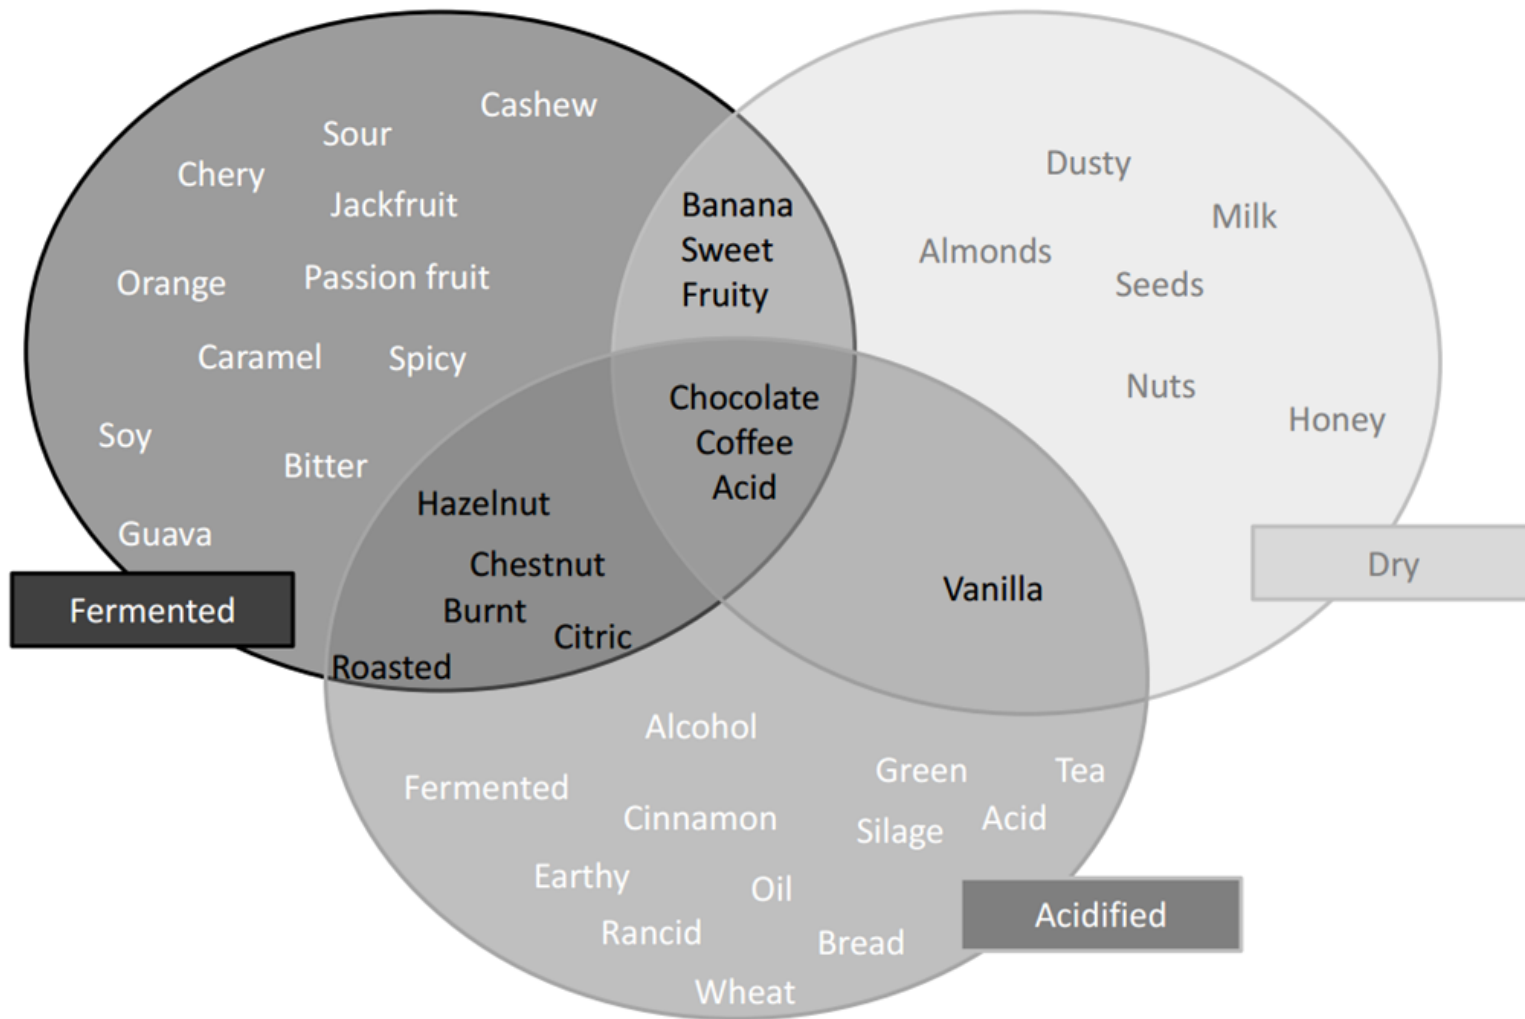 Cashew
Sour
Chery
Jackfruit
Orange
Passion fruit
Caramel
Spicy
Soy
Bitter
Guava
Fermented
Banana
Sweet
Fruity
Dusty
Milk
Almonds
Seeds
Nuts
Honey
Dry
Chocolate
Coffee
Acid
Hazelnut
Chestnut
Burnt
Citric
Roasted
Vanilla
Alcohol
Fermented
Green
Tea
Cinnamon
Silage
Acid
Earthy
Oil
Rancid
Bread
Wheat
Acidified